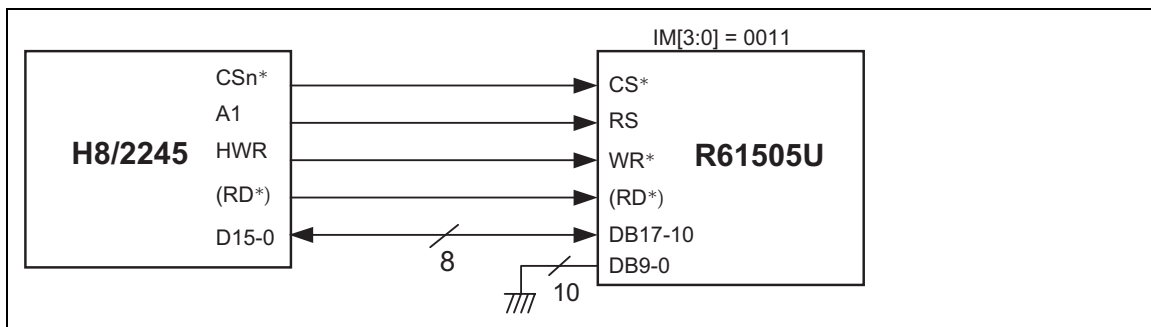 IM[3:0] = 0011
H8/2245
CSn*
A1
HWR
(RD*)
D15-0
8
R61505U
CS*
RS
WR*
(RD*)
DB17-10
DB9-0
10